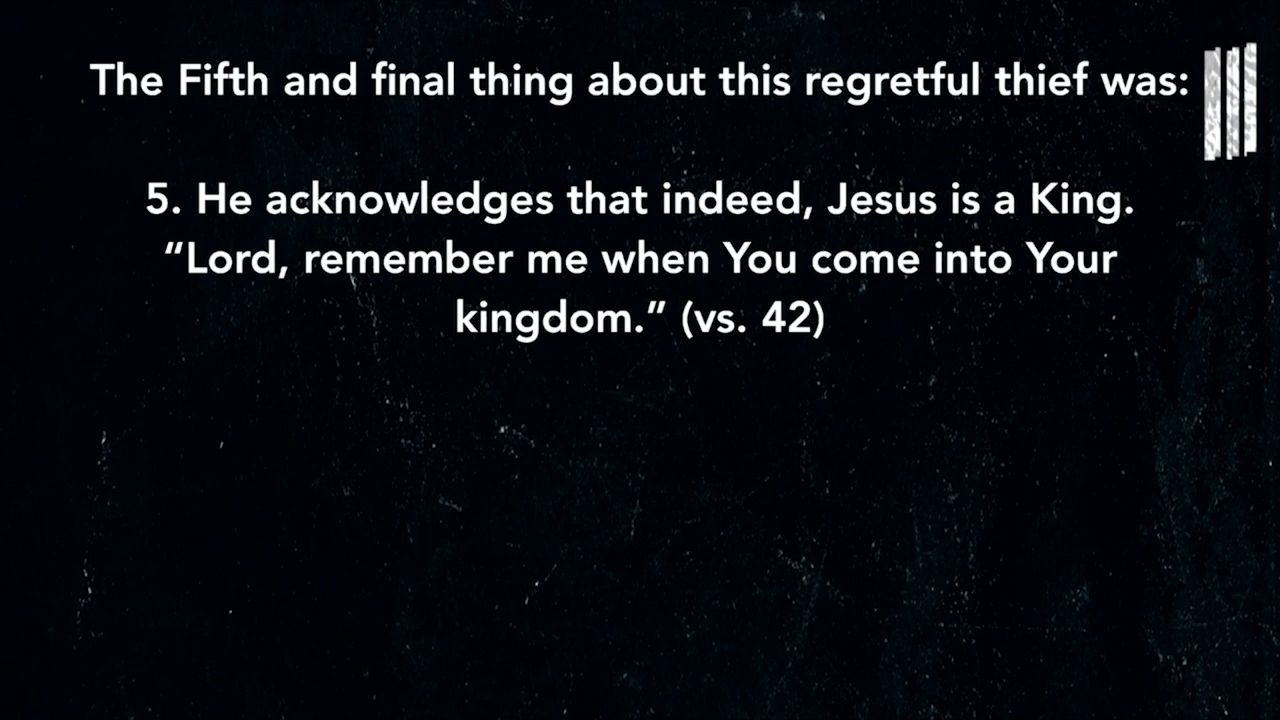 The Fifth and final thing about this regretful thief was:
5. He acknowledges that indeed, Jesus is a King.
“Lord, remember me when You come into Your
kingdom.” (vs. 42)